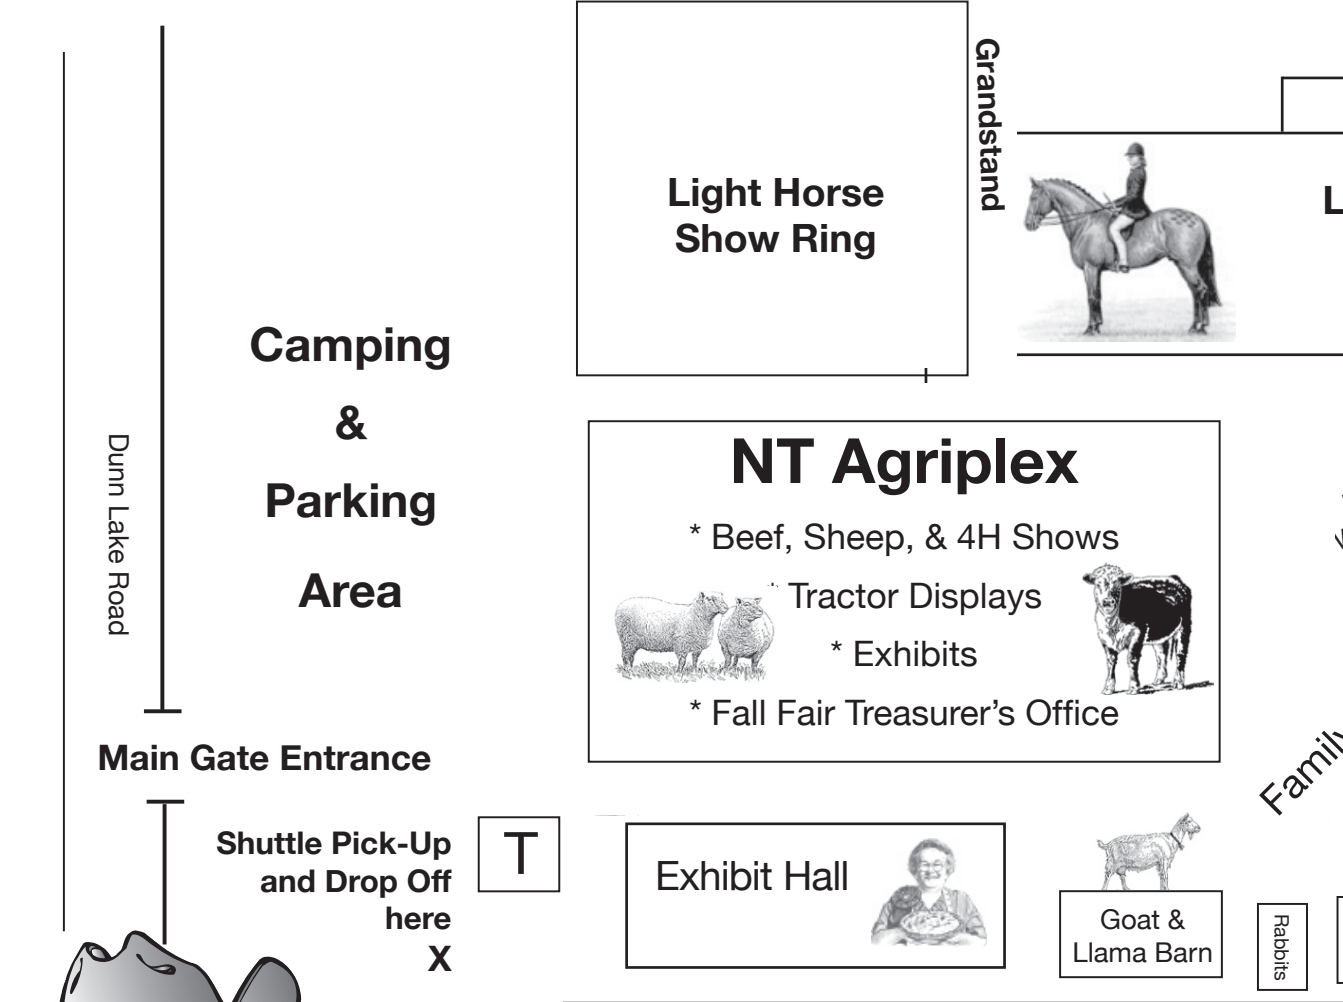 Grandstand
Light Horse
Show Ring
L
Camping
&
Parking
Area
Dunn Lake Road
NT Agriplex
* Beef, Sheep, & 4H Shows
* Tractor Displays
* Exhibits
* Fall Fair Treasurer's Office
Main Gate Entrance
Family
Shuttle Pick-Up
and Drop Off
here
X
T
Exhibit Hall
Goat &
Llama Barn
Rabbits